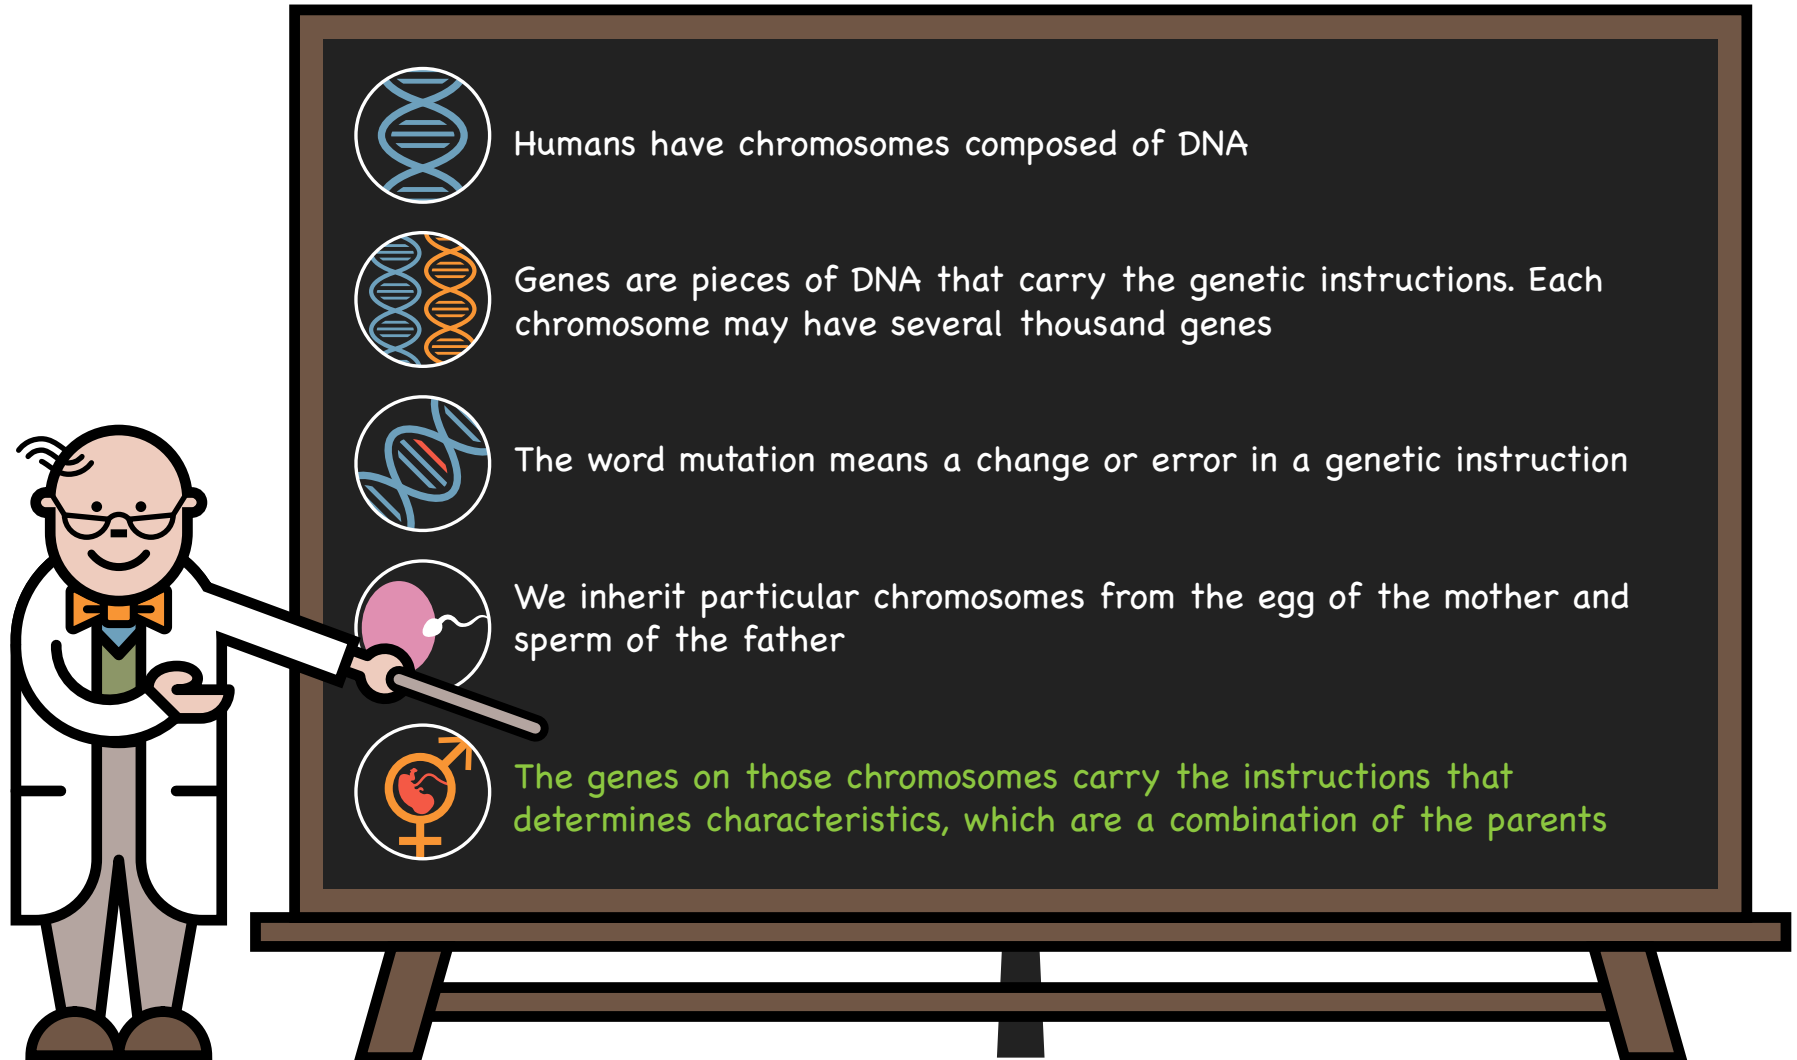 Humans have chromosomes composed of DNA
Genes are pieces of DNA that carry the genetic instructions. Each
chromosome may have several thousand genes
The word mutation means a change or error in a genetic instruction
We inherit particular chromosomes from the egg of the mother and
sperm of the father
The genes on those chromosomes carry the instructions that
determines characteristics, which are a combination of the parents